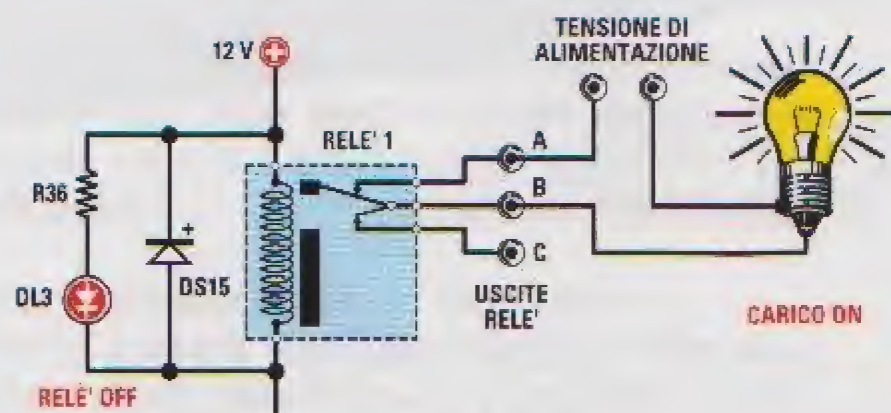 TENSIONE DI
ALIMENTAZIONE
12 V
RELE' 1
A
R36
B
+
DS15
C
DL3
USCITE
RELE'
CARICO ON
RELE' OFF